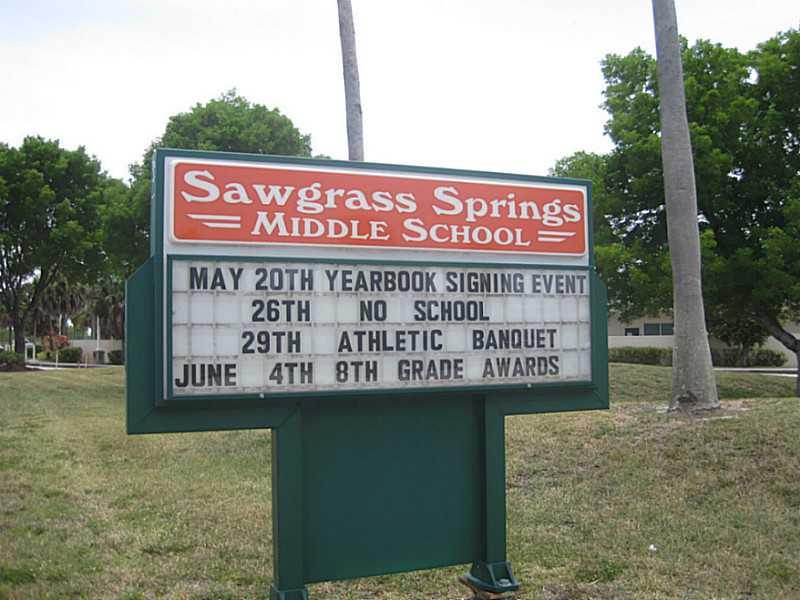 Sawgrass Springs
Middle School
MAY 20TH YEARBOOK SIGNING EVENT
26TH NO SCHOOL
29TH ATHLETIC BANQUET
JUNE 4TH 8TH GRADE AWARDS